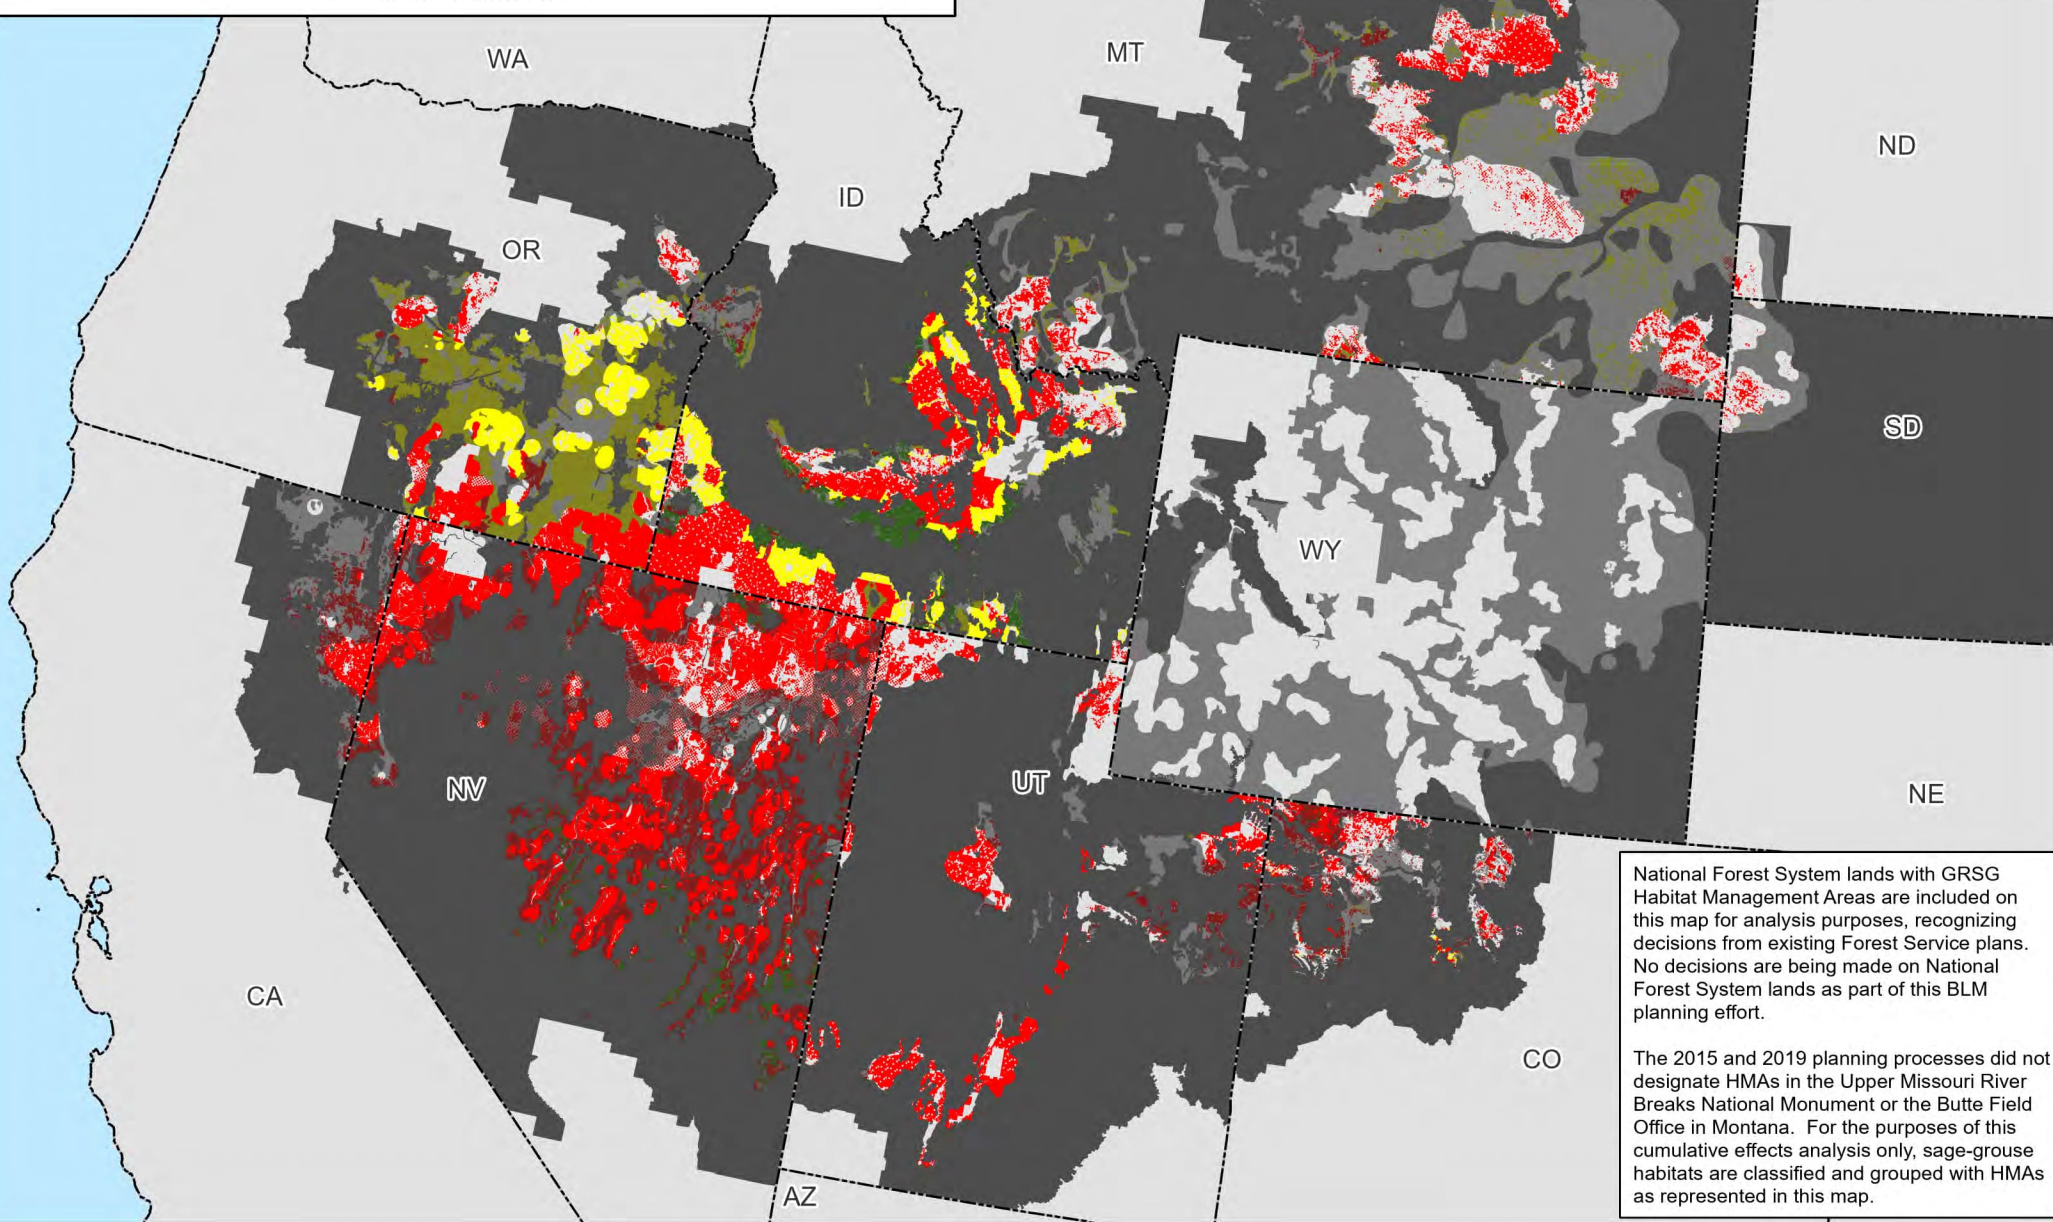 WA
MT
ND
ID
OR
SD
WY
NV
UT
NE
CA
CO
AZ
National Forest System lands with GRSG
Habitat Management Areas are included on
this map for analysis purposes, recognizing
decisions from existing Forest Service plans.
No decisions are being made on National
Forest System lands as part of this BLM
planning effort.
The 2015 and 2019 planning processes did not
designate HMAs in the Upper Missouri River
Breaks National Monument or the Butte Field
Office in Montana.  For the purposes of this
cumulative effects analysis only, sage-grouse
habitats are classified and grouped with HMAs
as represented in this map.